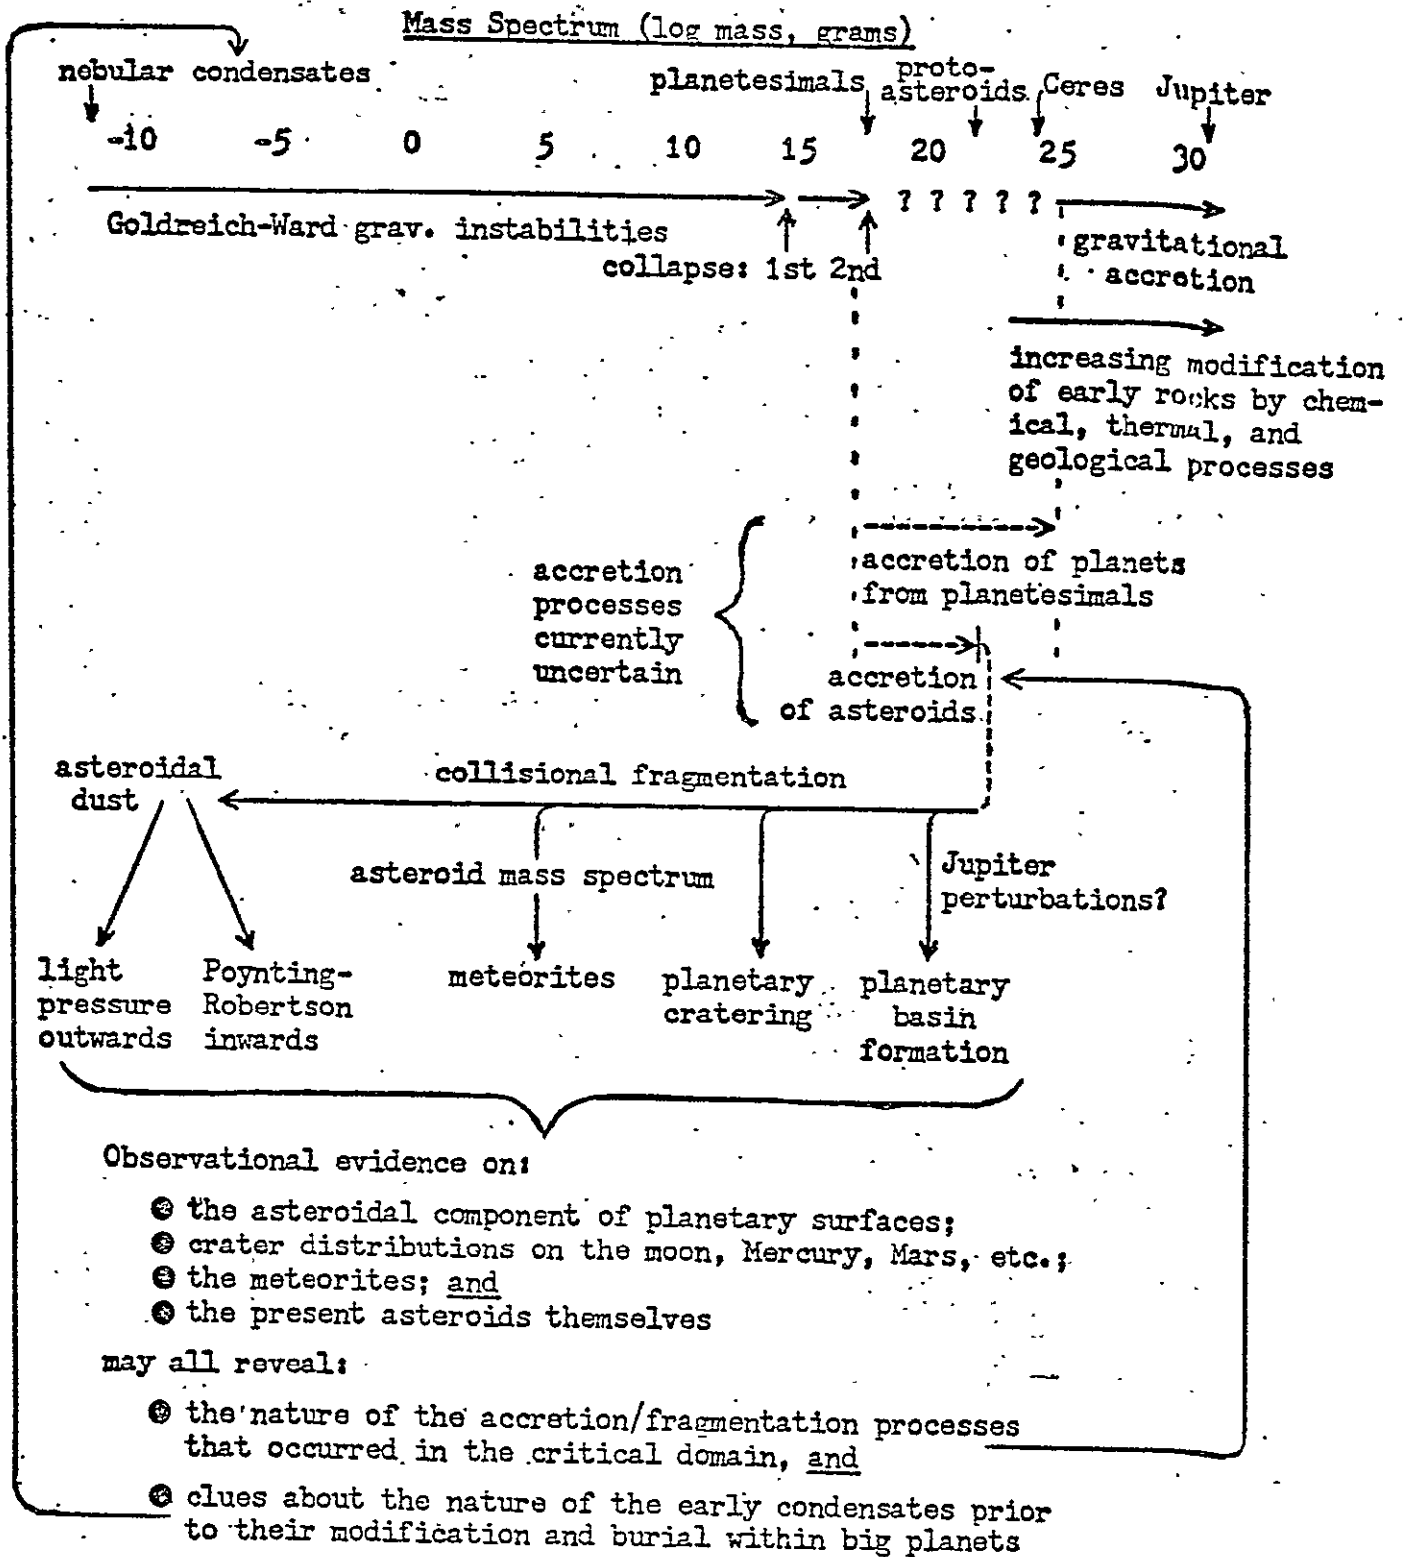 Mass Spectrum (log mass, grams)
nebular condensates
planetesimals
proto-
asteroids
Ceres
Jupiter
-10 -5 0 5 10 15 20 25 30
? ? ? ? ?
Goldreich-Ward grav. instabilities
collapse: 1st 2nd
gravitational
accretion
increasing modification
of early rocks by chem-
ical, thermal, and
geological processes
accretion
processes
currently
uncertain
accretion of planets
from planetesimals
accretion
of asteroids
asteroidal
dust
collisional fragmentation
asteroid mass spectrum
Jupiter
perturbations?
light
pressure
outwards
Poynting-
Robertson
inwards
meteorites
planetary
cratering
planetary
basin
formation
Observational evidence on:
the asteroidal component of planetary surfaces;
crater distributions on the moon, Mercury, Mars, etc.;
the meteorites; and
the present asteroids themselves
may all reveal:
the nature of the accretion/fragmentation processes
that occurred in the critical domain, and
clues about the nature of the early condensates prior
to their modification and burial within big planets